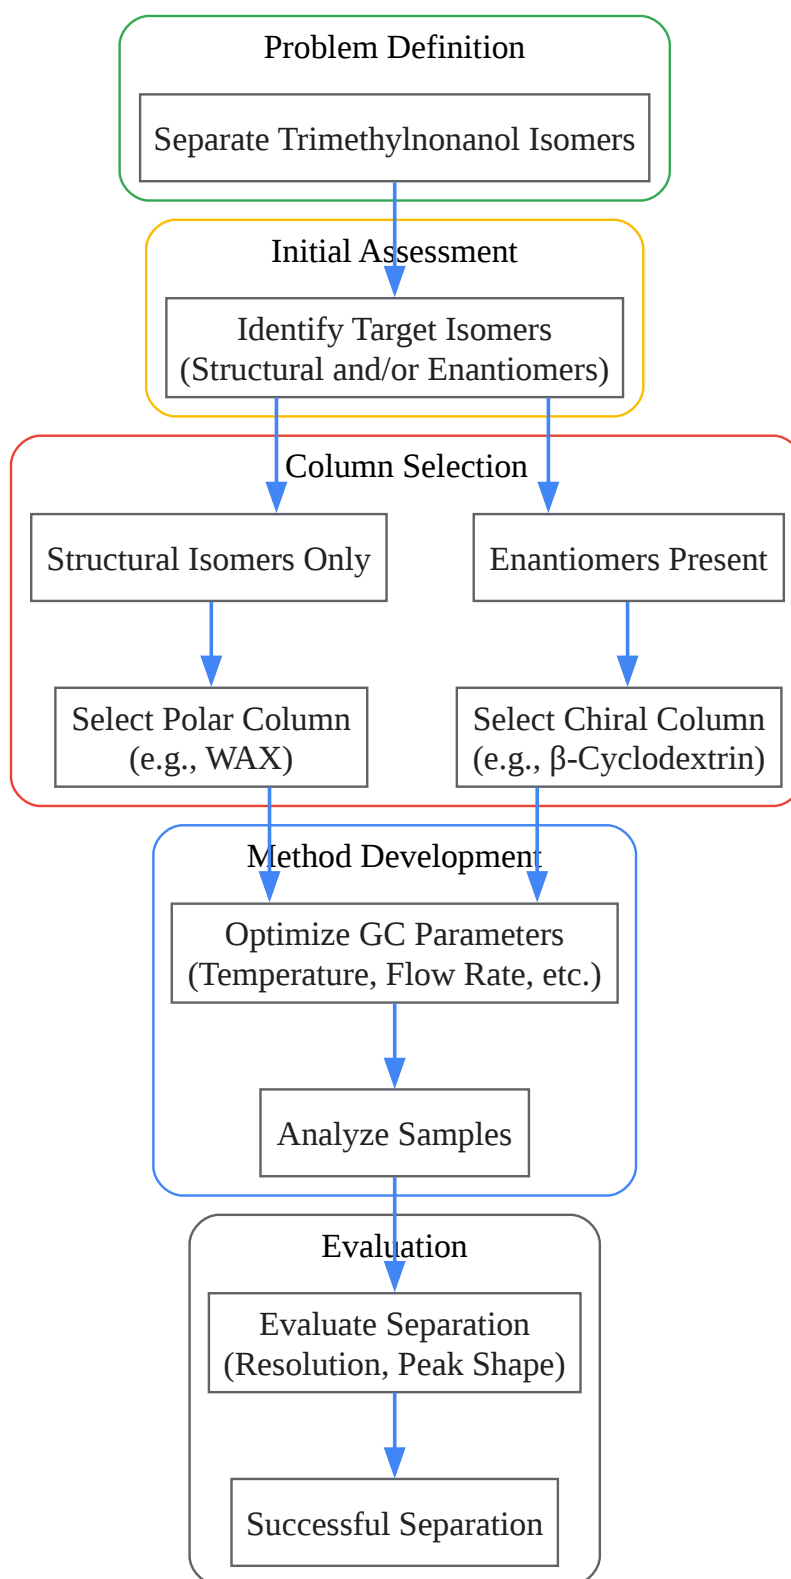 Problem Definition
Separate Trimethylnonanol Isomers
Initial Assessment
Identify Target Isomers
(Structural and/or Enantiomers)
Column Selection
Structural Isomers Only
Enantiomers Present
Select Polar Column
(e.g., WAX)
Select Chiral Column
(e.g., β-Cyclodextrin)
Method Development
Optimize GC Parameters
(Temperature, Flow Rate, etc.)
Analyze Samples
Evaluation
Evaluate Separation
(Resolution, Peak Shape)
Successful Separation